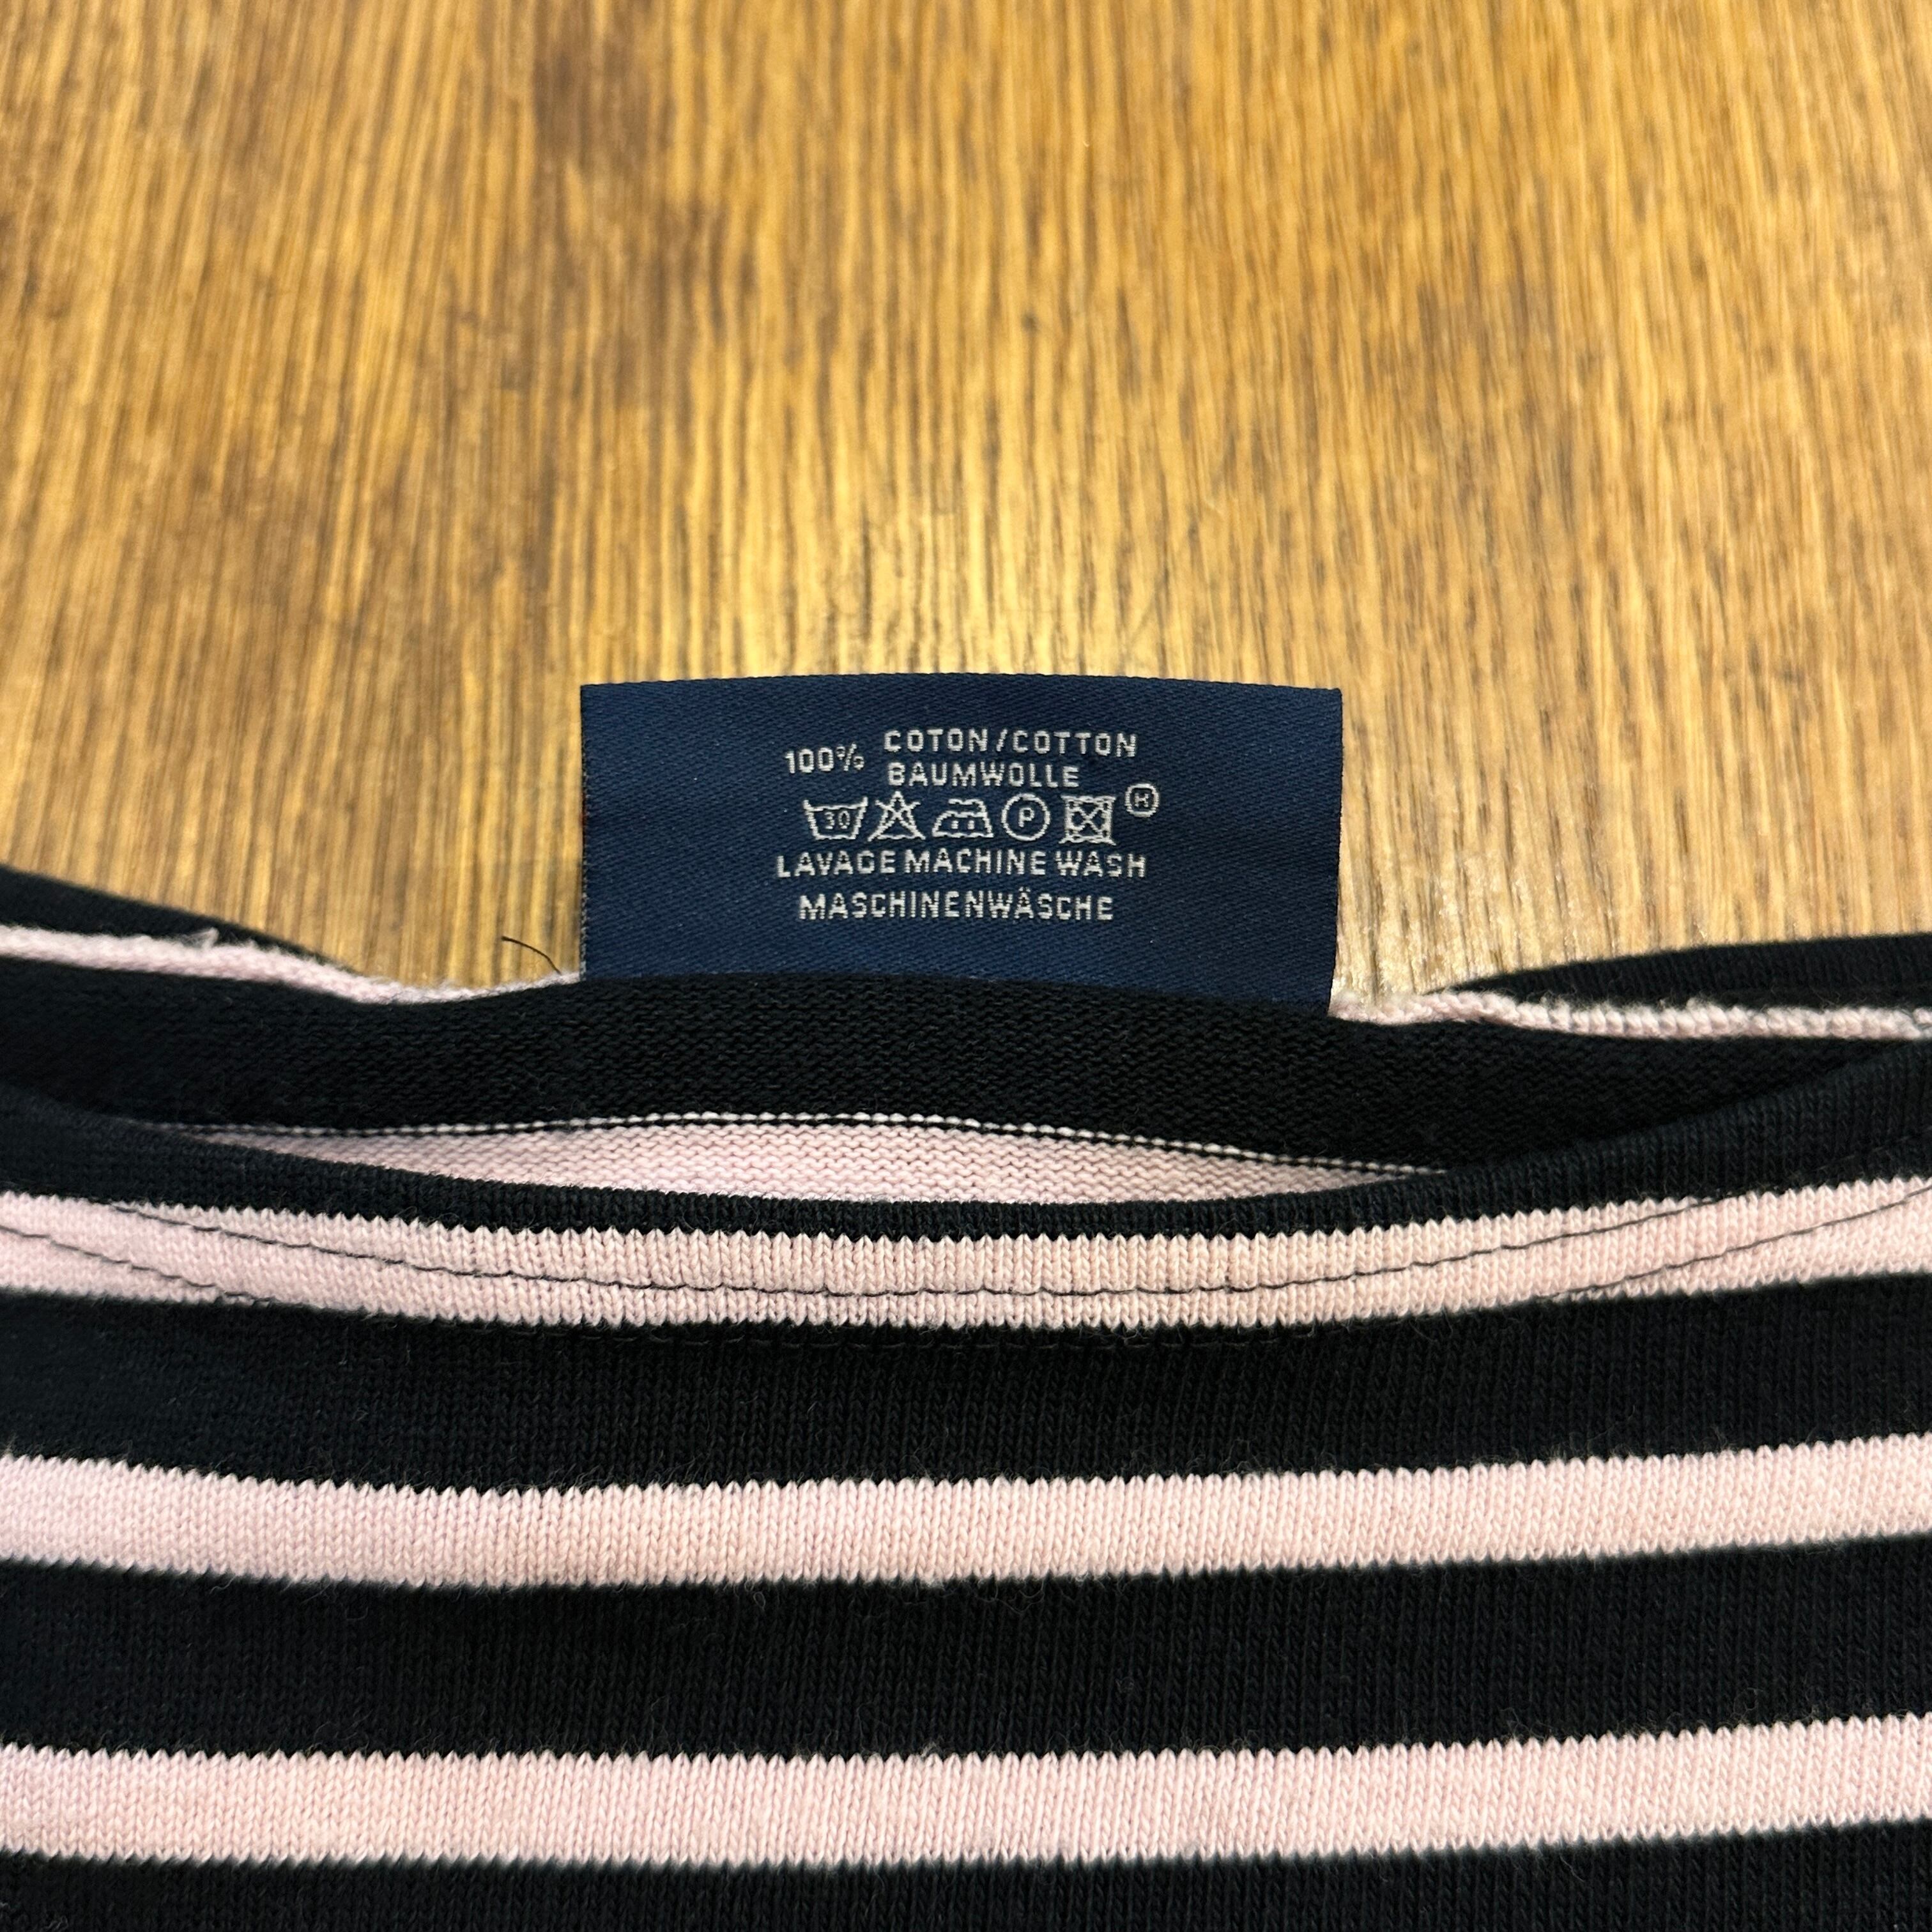 100% COTON/COTTON
BAUMWOLLE
30 P ®
LAVAGE MACHINE WASH
MASCHINENWÄSCHE